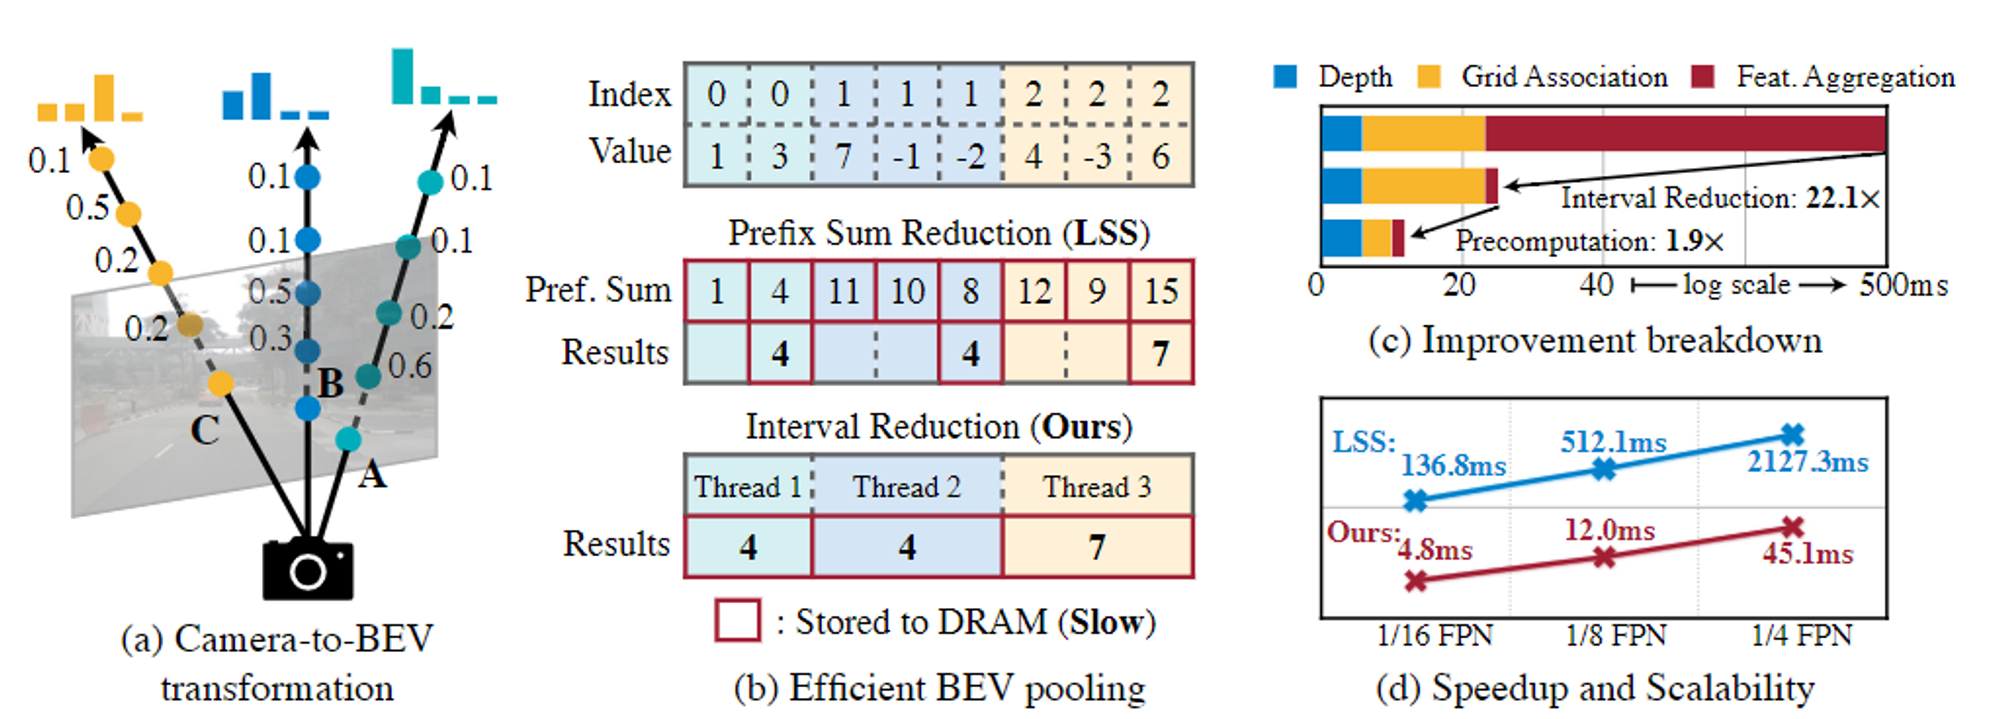 0.1
0.5
0.2
0.2
C
0.1
0.1
0.5
0.3
B
0.1
0.1
0.2
0.6
A
(a) Camera-to-BEV
transformation
Index 0 0 1 1 1 2 2 2
Value 1 3 7 -1 -2 4 -3 6
Prefix Sum Reduction (LSS)
Pref. Sum 1 4 11 10 8 12 9 15
Results 4 4 7
Interval Reduction (Ours)
Thread 1 Thread 2 Thread 3
Results 4 4 7
: Stored to DRAM (Slow)
(b) Efficient BEV pooling
Depth Grid Association Feat. Aggregation
Interval Reduction: 22.1×
Precomputation: 1.9×
0 20 40 log scale 500ms
(c) Improvement breakdown
LSS: 136.8ms 512.1ms 2127.3ms
Ours: 4.8ms 12.0ms 45.1ms
1/16 FPN 1/8 FPN 1/4 FPN
(d) Speedup and Scalability